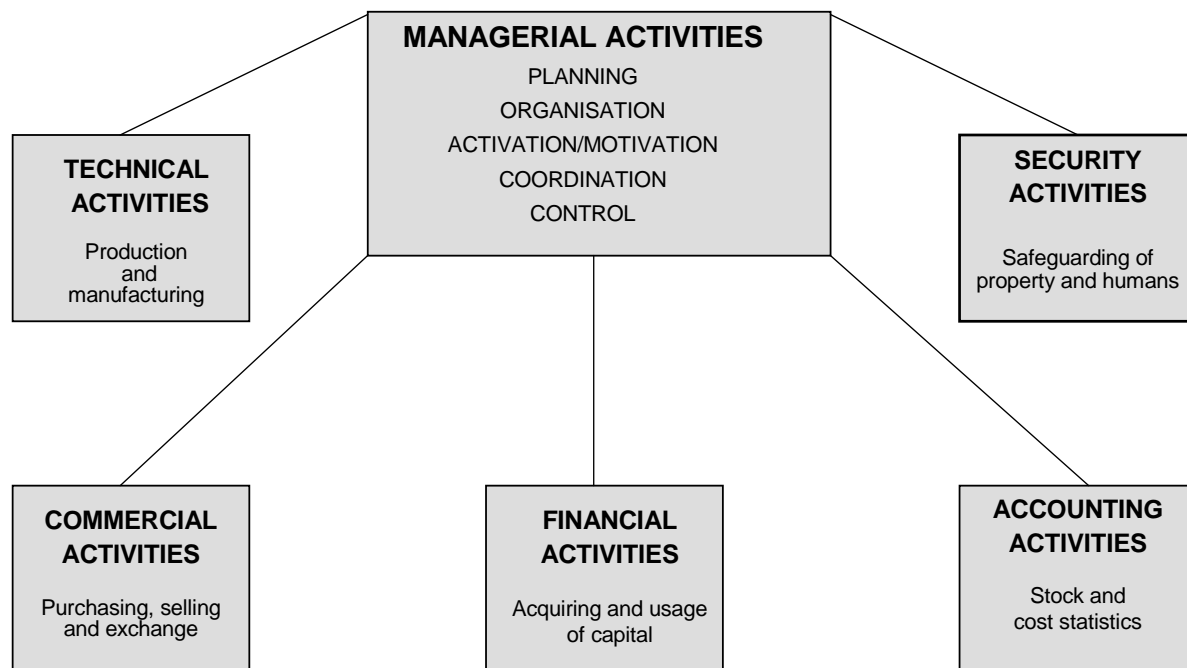 MANAGERIAL ACTIVITIES
PLANNING
ORGANISATION
ACTIVATION/MOTIVATION
COORDINATION
CONTROL
TECHNICAL
ACTIVITIES
Production
and
manufacturing
SECURITY
ACTIVITIES
Safeguarding of
property and humans
COMMERCIAL
ACTIVITIES
Purchasing, selling
and exchange
FINANCIAL
ACTIVITIES
Acquiring and usage
of capital
ACCOUNTING
ACTIVITIES
Stock and
cost statistics